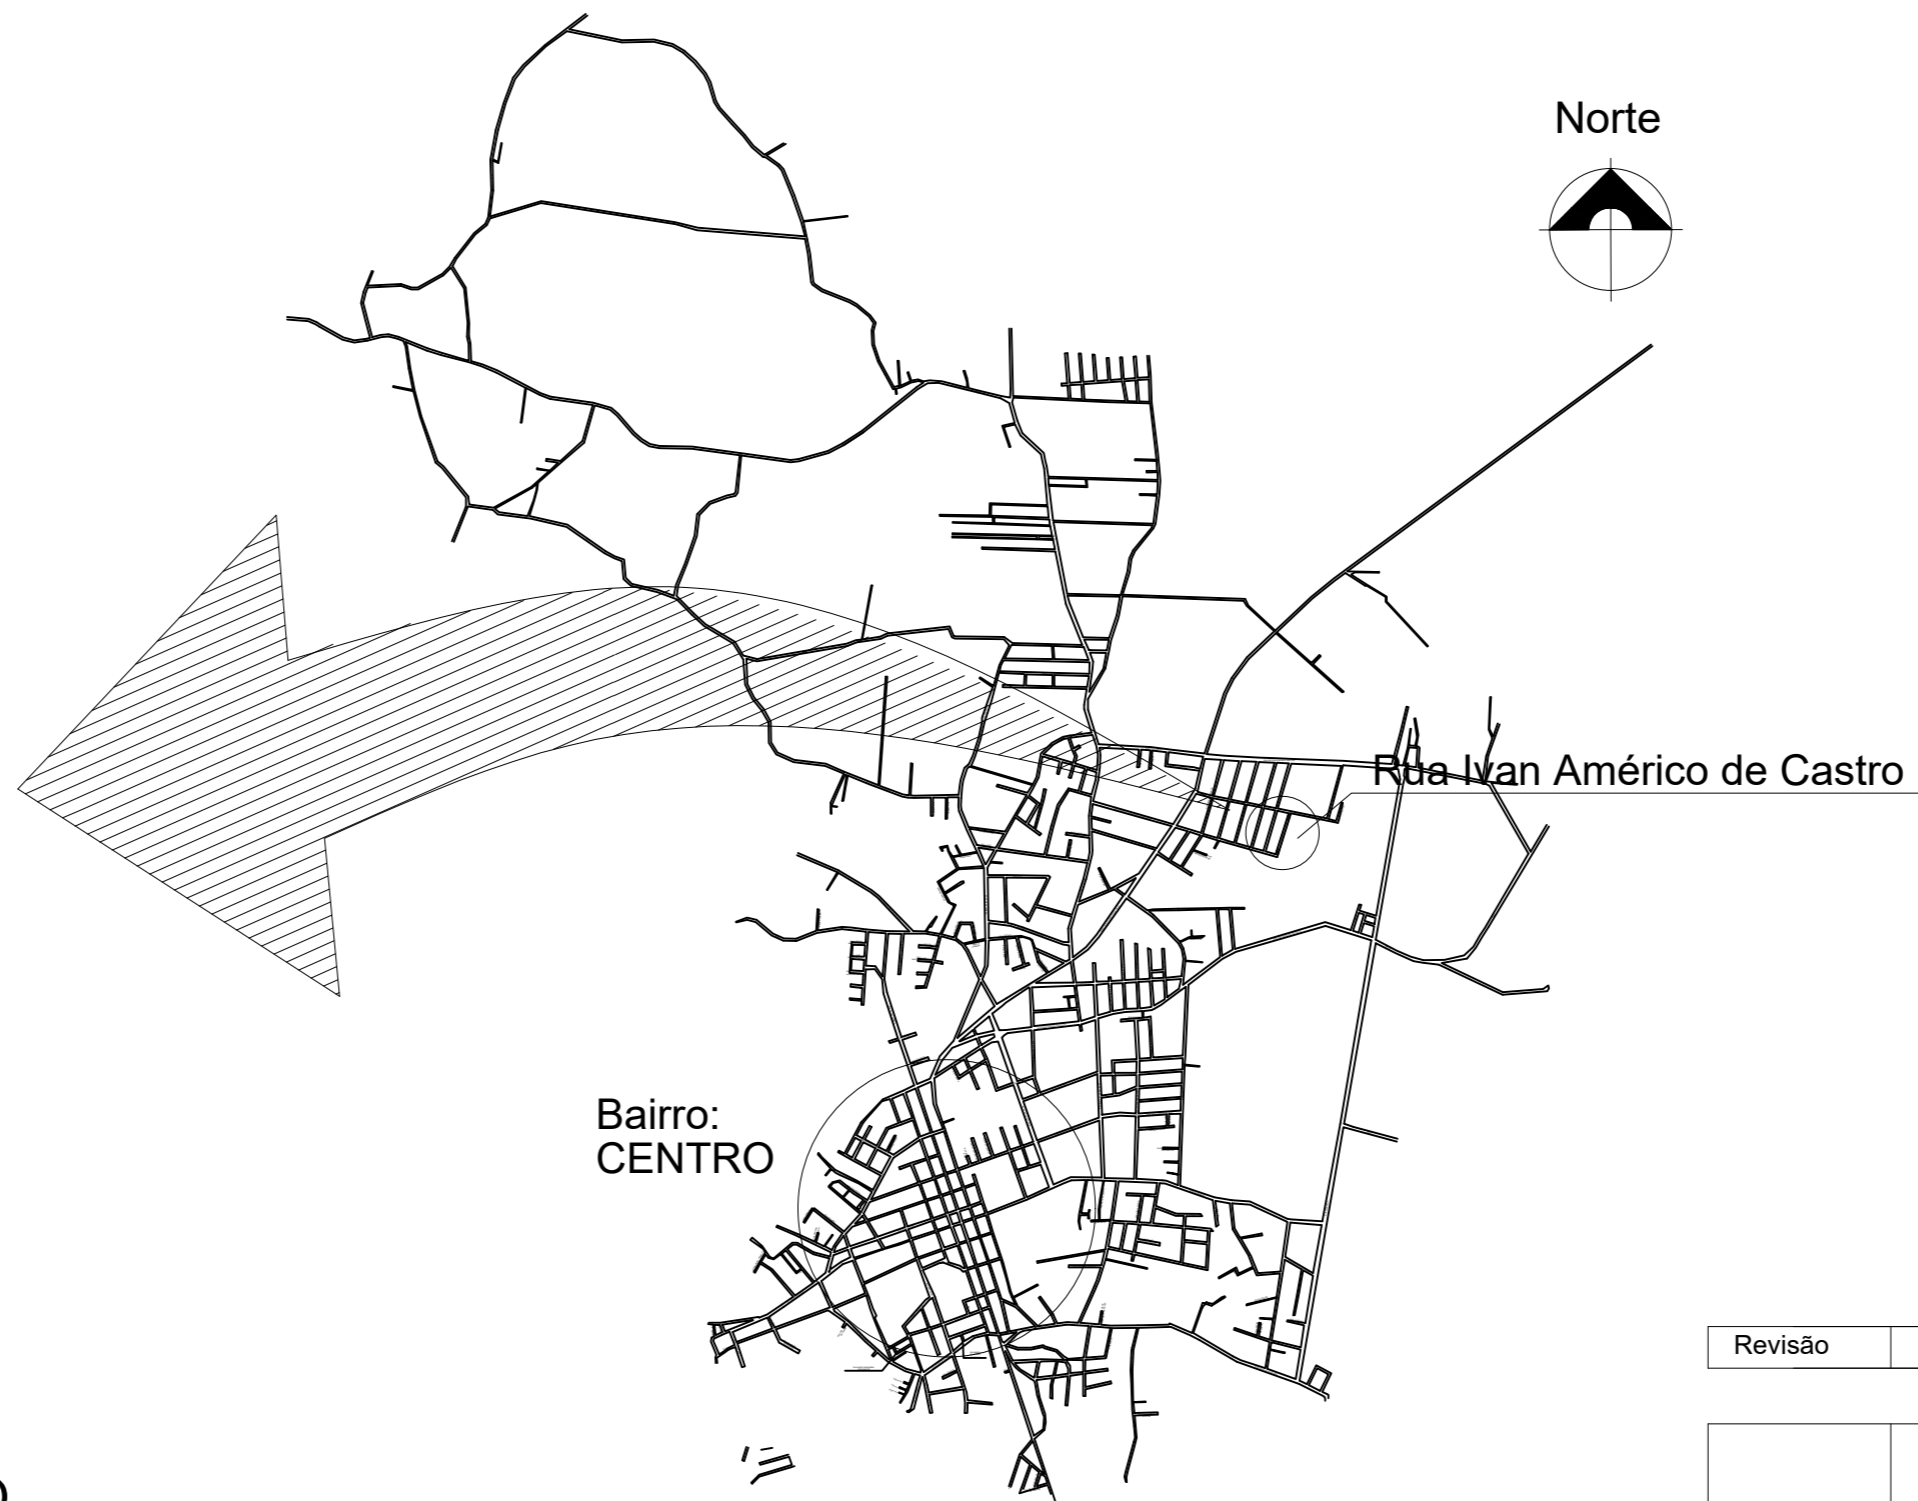 Norte
Rua Ivan Américo de Castro
Bairro:
CENTRO
Revisão